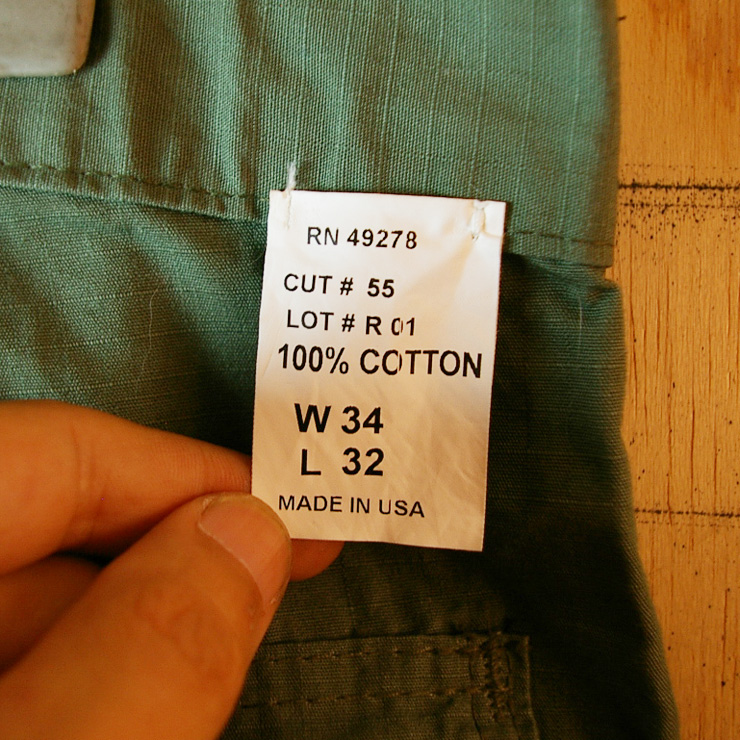 RN 49278
CUT # 55
LOT # R 01
100% COTTON
W 34
L 32
MADE IN USA